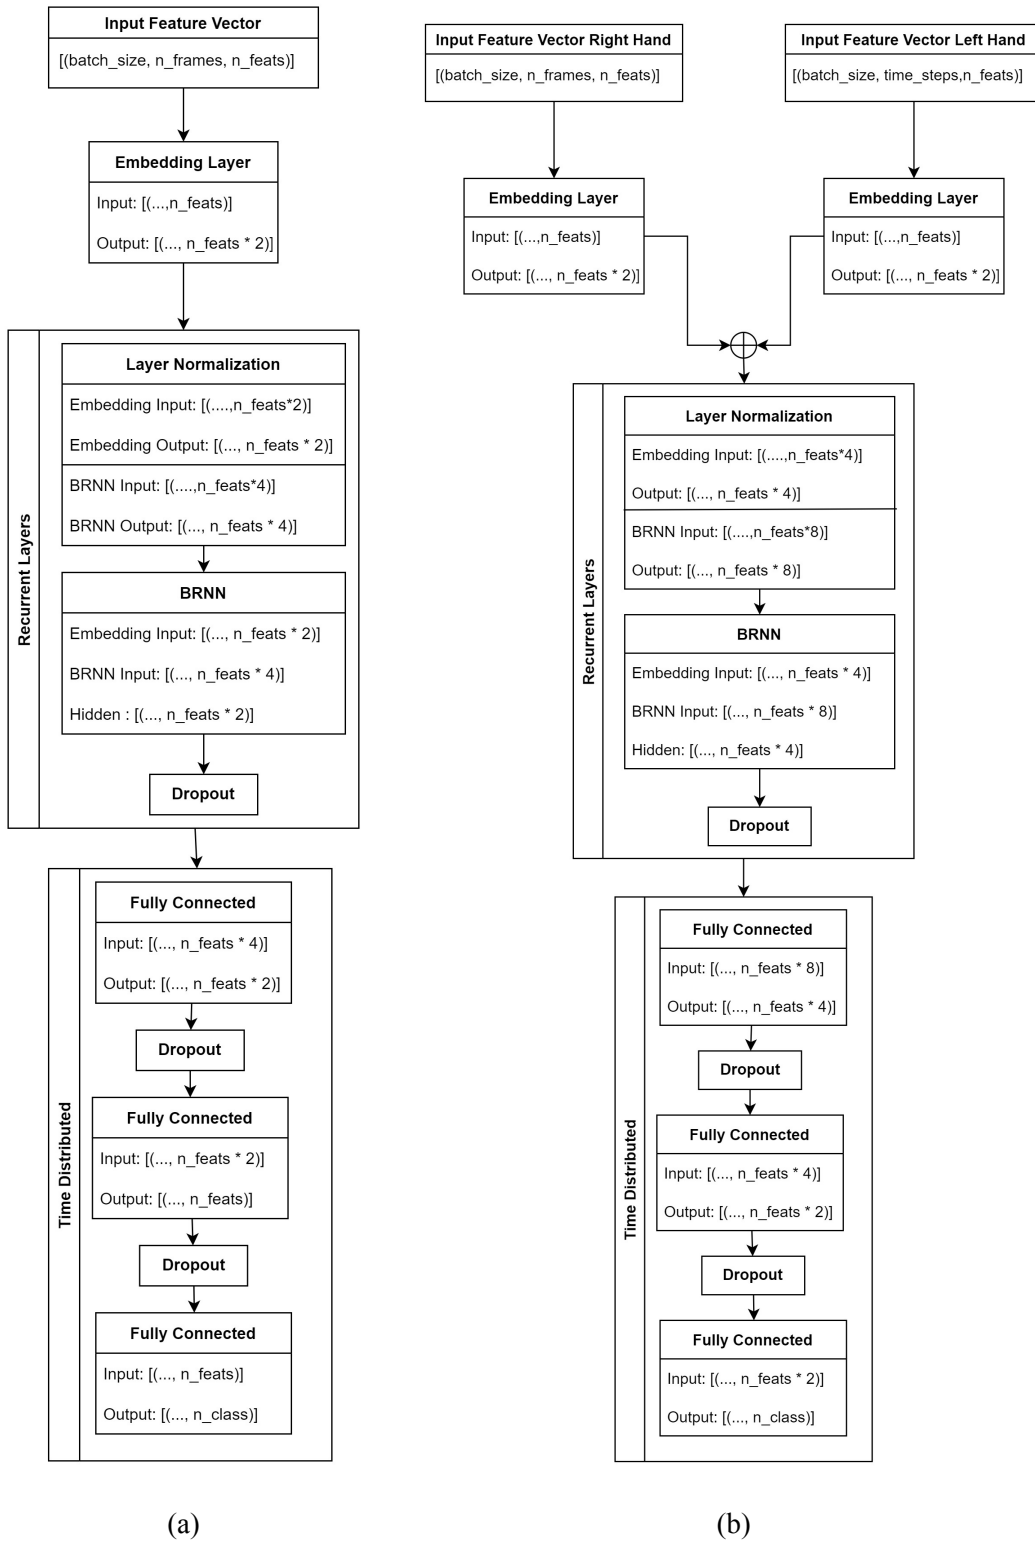 Input Feature Vector
[(batch_size, n_frames, n_feats)]
Embedding Layer
Input: [(...,n_feats)]
Output: [(..., n_feats * 2)]
Recurrent Layers
Layer Normalization
Embedding Input: [(....,n_feats*2)]
Embedding Output: [(..., n_feats * 2)]
BRNN Input: [(....,n_feats*4)]
BRNN Output: [(..., n_feats * 4)]
BRNN
Embedding Input: [(..., n_feats * 2)]
BRNN Input: [(..., n_feats * 4)]
Hidden : [(..., n_feats * 2)]
Dropout
Time Distributed
Fully Connected
Input: [(..., n_feats * 4)]
Output: [(..., n_feats * 2)]
Dropout
Fully Connected
Input: [(..., n_feats * 2)]
Output: [(..., n_feats)]
Dropout
Fully Connected
Input: [(..., n_feats)]
Output: [(..., n_class)]
(a)
Input Feature Vector Right Hand
[(batch_size, n_frames, n_feats)]
Input Feature Vector Left Hand
[(batch_size, time_steps,n_feats)]
Embedding Layer
Input: [(...,n_feats)]
Output: [(..., n_feats * 2)]
Embedding Layer
Input: [(...,n_feats)]
Output: [(..., n_feats * 2)]
Recurrent Layers
Layer Normalization
Embedding Input: [(....,n_feats*4)]
Output: [(..., n_feats * 4)]
BRNN Input: [(....,n_feats*8)]
Output: [(..., n_feats * 8)]
BRNN
Embedding Input: [(..., n_feats * 4)]
BRNN Input: [(..., n_feats * 8)]
Hidden: [(..., n_feats * 4)]
Dropout
Time Distributed
Fully Connected
Input: [(..., n_feats * 8)]
Output: [(..., n_feats * 4)]
Dropout
Fully Connected
Input: [(..., n_feats * 4)]
Output: [(..., n_feats * 2)]
Dropout
Fully Connected
Input: [(..., n_feats * 2)]
Output: [(..., n_class)]
(b)